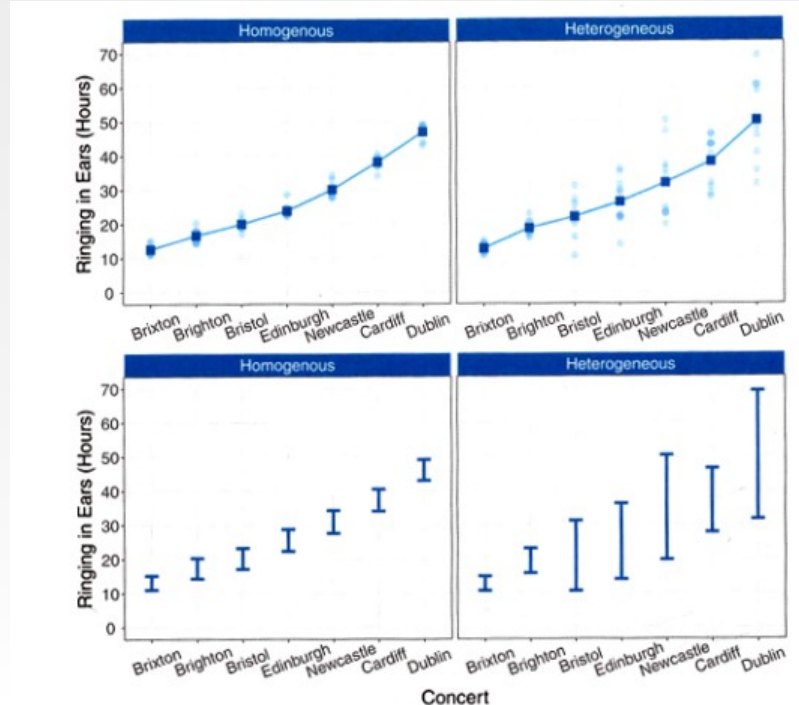 Homogenous
Heterogeneous
Ringing in Ears (Hours)
70
60
50
40
30
20
10
0
Brixton
Brighton
Bristol
Edinburgh
Newcastle
Cardiff
Dublin
Brixton
Brighton
Bristol
Edinburgh
Newcastle
Cardiff
Dublin
Homogenous
Heterogeneous
Ringing in Ears (Hours)
70
60
50
40
30
20
10
0
Brixton
Brighton
Bristol
Edinburgh
Newcastle
Cardiff
Dublin
Brixton
Brighton
Bristol
Edinburgh
Newcastle
Cardiff
Dublin
Concert